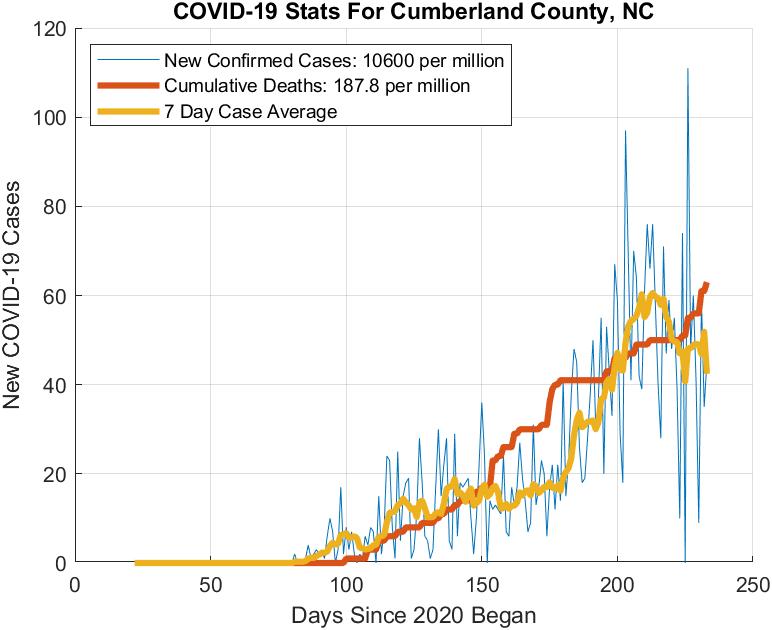 COVID-19 Stats For Cumberland County, NC
New Confirmed Cases: 10600 per million
Cumulative Deaths: 187.8 per million
7 Day Case Average
New COVID-19 Cases
120
100
80
60
40
20
0
0 50 100 150 200 250
Days Since 2020 Began